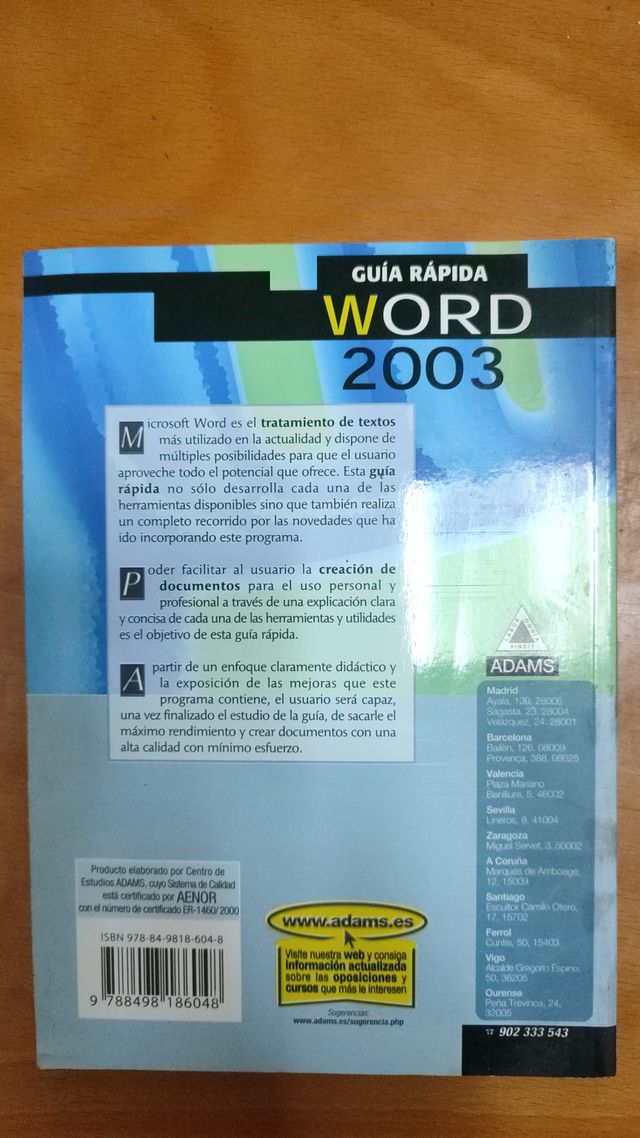 GUÍA RÁPIDA
WORD
2003
Microsoft Word es el tratamiento de textos
más utilizado en la actualidad y dispone de
múltiples posibilidades para que el usuario
aproveche todo el potencial que ofrece. Esta guía
rápida no sólo desarrolla cada una de las
herramientas disponibles sino que también realiza
un completo recorrido por las novedades que ha
ido incorporando este programa.
Poder facilitar al usuario la creación de
documentos para el uso personal y
profesional a través de una explicación clara
y concisa de cada una de las herramientas y utilidades
es el objetivo de esta guía rápida.
A partir de un enfoque claramente didáctico y
la exposición de las mejoras que este
programa contiene, el usuario será capaz,
una vez finalizado el estudio de la guía, de sacarle el
máximo rendimiento y crear documentos con una
alta calidad con mínimo esfuerzo.
LABOR OMNIA VINCIT
ADAMS
Madrid
Ayala, 130. 28006
Sagasta, 23. 28004
Velázquez, 24. 28001
Barcelona
Bailén, 126. 08009
Provença, 388. 08025
Valencia
Plaza Mariano
Benlliure, 5. 46002
Sevilla
Lineros, 8. 41004
Zaragoza
Miguel Servet, 3. 50002
A Coruña
Marqués de Amboage,
12. 15009
Santiago
Escultor Camilo Otero,
17. 15702
Ferrol
Cuntis, 50. 15403
Vigo
Alcalde Gregorio Espino,
50. 36205
Ourense
Peña Trevinca, 24.
32005
☎ 902 333 543
Producto elaborado por Centro de
Estudios ADAMS, cuyo Sistema de Calidad
está certificado por AENOR
con el número de certificado ER-1460/2000
ISBN 978-84-9818-604-8
9 788498 186048
www.adams.es
Visite nuestra web y consiga
información actualizada
sobre las oposiciones y
cursos que más le interesen
Sugerencias:
www.adams.es/sugerencia.php